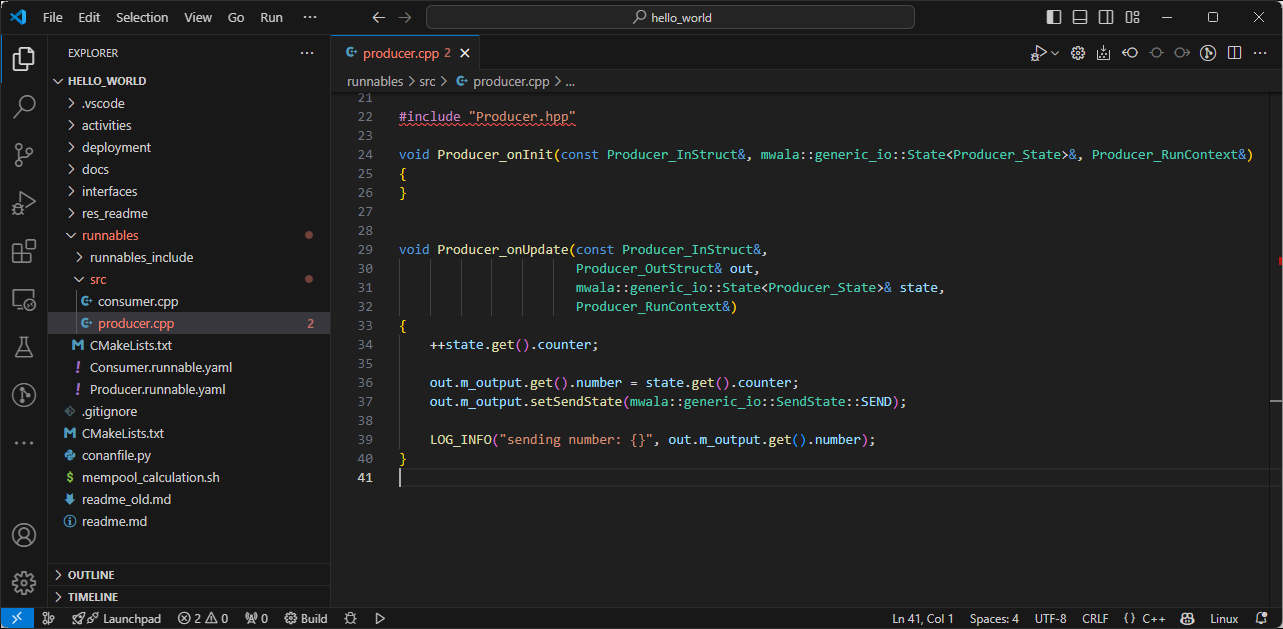 File Edit Selection View Go Run ··· hello_world
EXPLORER ···
HELLO_WORLD
.vscode
activities
deployment
docs
interfaces
res_readme
runnables
runnables_include
src
consumer.cpp
producer.cpp 2
CMakeLists.txt
Consumer.runnable.yaml
Producer.runnable.yaml
.gitignore
CMakeLists.txt
conanfile.py
mempool_calculation.sh
readme_old.md
readme.md
OUTLINE
TIMELINE
producer.cpp 2
runnables > src > producer.cpp > ...
21
22 #include "Producer.hpp"
23
24 void Producer_onInit(const Producer_InStruct&, mwala::generic_io::State<Producer_State>&, Producer_RunContext&)
25 {
26 }
27
28
29 void Producer_onUpdate(const Producer_InStruct&,
30 Producer_OutStruct& out,
31 mwala::generic_io::State<Producer_State>& state,
32 Producer_RunContext&)
33 {
34 ++state.get().counter;
35
36 out.m_output.get().number = state.get().counter;
37 out.m_output.setSendState(mwala::generic_io::SendState::SEND);
38
39 LOG_INFO("sending number: {}", out.m_output.get().number);
40 }
41
Launchpad 2 0 0 Build Ln 41, Col 1 Spaces: 4 UTF-8 CRLF {} C++ Linux